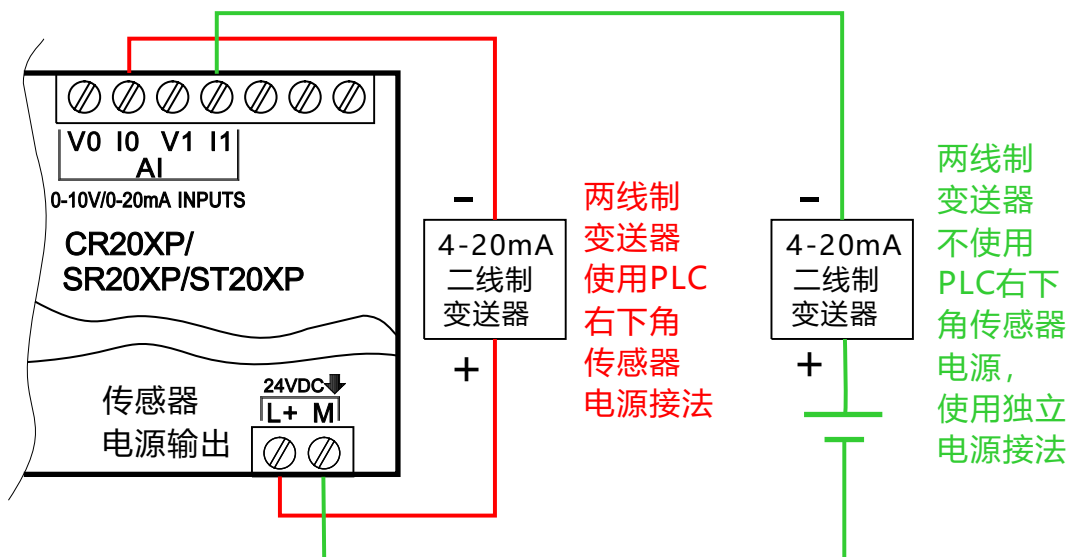 V0 I0 V1 I1
AI
0-10V/0-20mA INPUTS
CR20XP/
SR20XP/ST20XP
传感器
电源输出
24VDC
L+ M
-
4-20mA
二线制
变送器
+
两线制
变送器
使用PLC
右下角
传感器
电源接法
-
4-20mA
二线制
变送器
+
两线制
变送器
不使用
PLC右下
角传感器
电源，
使用独立
电源接法